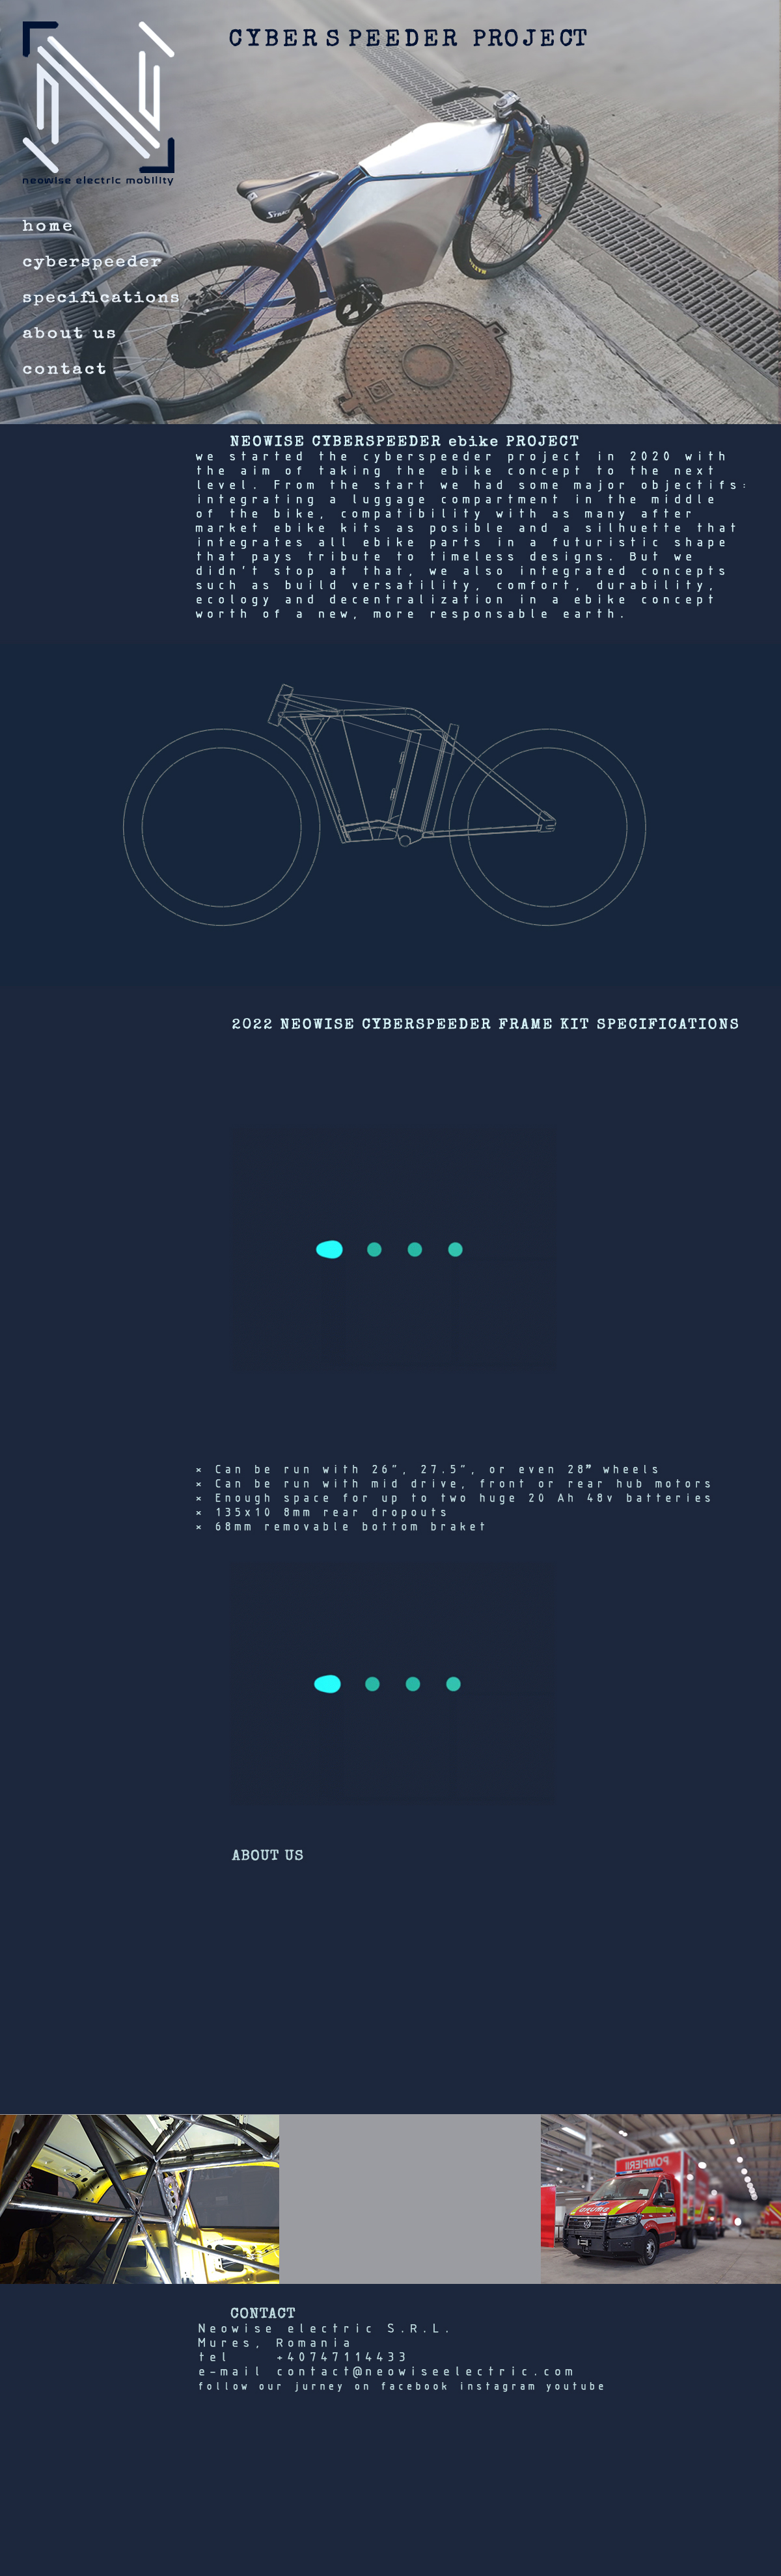 CYBERSPEEDER PROJECT
neowise electric mobility
home
cyberspeeder
specifications
about us
contact
NEOWISE CYBERSPEEDER ebike PROJECT
we started the cyberspeeder project in 2020 with
the aim of taking the ebike concept to the next
level. From the start we had some major objectifs:
integrating a luggage compartment in the middle
of the bike, compatibility with as many after
market ebike kits as posible and a silhuette that
integrates all ebike parts in a futuristic shape
that pays tribute to timeless designs. But we
didn't stop at that, we also integrated concepts
such as build versatility, comfort, durability,
ecology and decentralization in a ebike concept
worth of a new, more responsable earth.
2022 NEOWISE CYBERSPEEDER FRAME KIT SPECIFICATIONS
× Can be run with 26", 27.5", or even 28” wheels
× Can be run with mid drive, front or rear hub motors
× Enough space for up to two huge 20 Ah 48v batteries
× 135x10 8mm rear dropouts
× 68mm removable bottom braket
ABOUT US
POMPIERII
CONTACT
Neowise electric S.R.L.
Mures, Romania
tel +40747114433
e-mail contact@neowiseelectric.com
follow our jurney on facebook instagram youtube